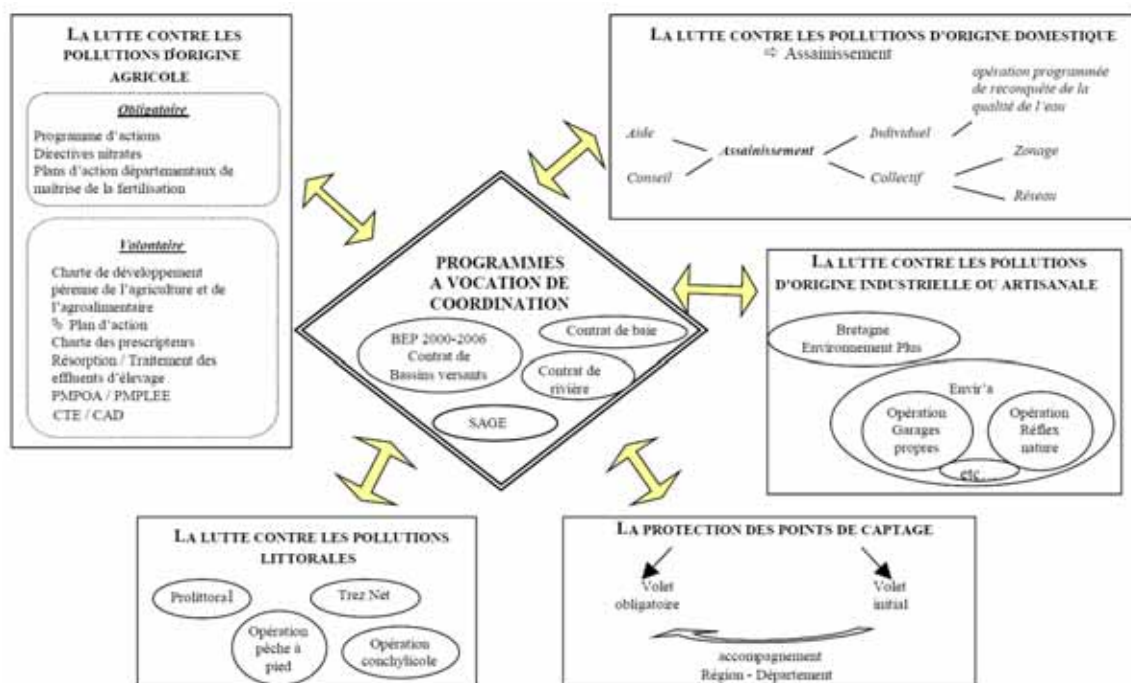 LA LUTTE CONTRE LES
POLLUTIONS D'ORIGINE
AGRICOLE
Obligatoire
Programme d'actions
Directives nitrates
Plans d'action départementaux de
maîtrise de la fertilisation
Volontaire
Charte de développement
pérenne de l'agriculture et de
l'agroalimentaire
Plan d'action
Charte des prescripteurs
Résorption / Traitement des
effluents d'élevage
PMPOA / PMPLEE
CTE / CAD
LA LUTTE CONTRE LES POLLUTIONS D'ORIGINE DOMESTIQUE
⇨ Assainissement
opération programmée
de reconquête de la
qualité de l'eau
Aide
Conseil
Assainissement
Individuel
Collectif
Zonage
Réseau
PROGRAMMES
A VOCATION DE
COORDINATION
BEP 2000-2006
Contrat de
Bassins versants
Contrat de baie
Contrat de
rivière
SAGE
LA LUTTE CONTRE LES POLLUTIONS
D'ORIGINE INDUSTRIELLE OU ARTISANALE
Bretagne
Environnement Plus
Envir'a
Opération
Garages
propres
Opération
Réflex
nature
etc...
LA LUTTE CONTRE LES POLLUTIONS
LITTORALES
Prolittoral
Trez Net
Opération
pêche à
pied
Opération
conchylicole
LA PROTECTION DES POINTS DE CAPTAGE
Volet
obligatoire
Volet
initial
accompagnement
Région - Département